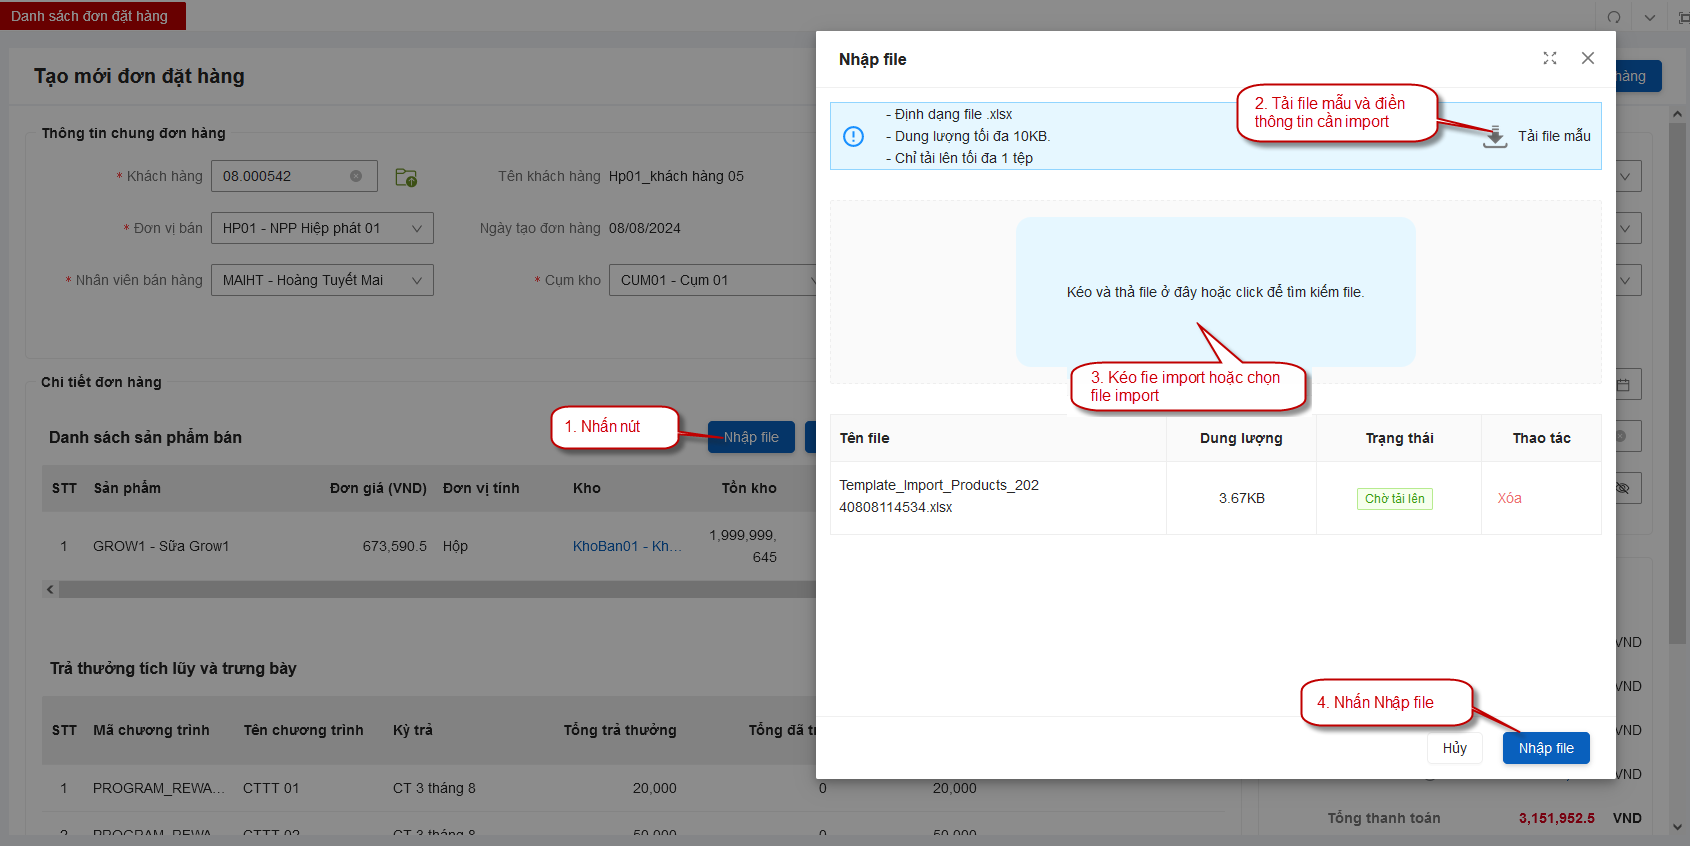 Danh sách đơn đặt hàng
Tạo mới đơn đặt hàng
hàng
Thông tin chung đơn hàng
* Khách hàng 08.000542
Tên khách hàng Hp01_khách hàng 05
* Đơn vị bán HP01 - NPP Hiệp phát 01
Ngày tạo đơn hàng 08/08/2024
* Nhân viên bán hàng MAIHT - Hoàng Tuyết Mai
* Cụm kho CUM01 - Cụm 01
Chi tiết đơn hàng
Danh sách sản phẩm bán
1. Nhấn nút
Nhập file
STT Sản phẩm Đơn giá (VND) Đơn vị tính Kho Tồn kho
1 GROW1 - Sữa Grow1 673,590.5 Hộp KhoBan01 - Kh... 1,999,999,
645
Trả thưởng tích lũy và trưng bày
STT Mã chương trình Tên chương trình Kỳ trả Tổng trả thưởng Tổng đã tr
1 PROGRAM_REWA... CTTT 01 CT 3 tháng 8 20,000 0 20,000
2 PROGRAM_REWA... CTTT 02 CT 3 tháng 8 50,000 0 50,000
Nhập file
- Định dạng file .xlsx
- Dung lượng tối đa 10KB.
- Chỉ tải lên tối đa 1 tệp
2. Tải file mẫu và điền
thông tin cần import
Tải file mẫu
Kéo và thả file ở đây hoặc click để tìm kiếm file.
3. Kéo fie import hoặc chọn
file import
Tên file Dung lượng Trạng thái Thao tác
Template_Import_Products_202
40808114534.xlsx
3.67KB Chờ tải lên Xóa
4. Nhấn Nhập file
Hủy Nhập file
VND
VND
VND
VND
Tổng thanh toán 3,151,952.5 VND